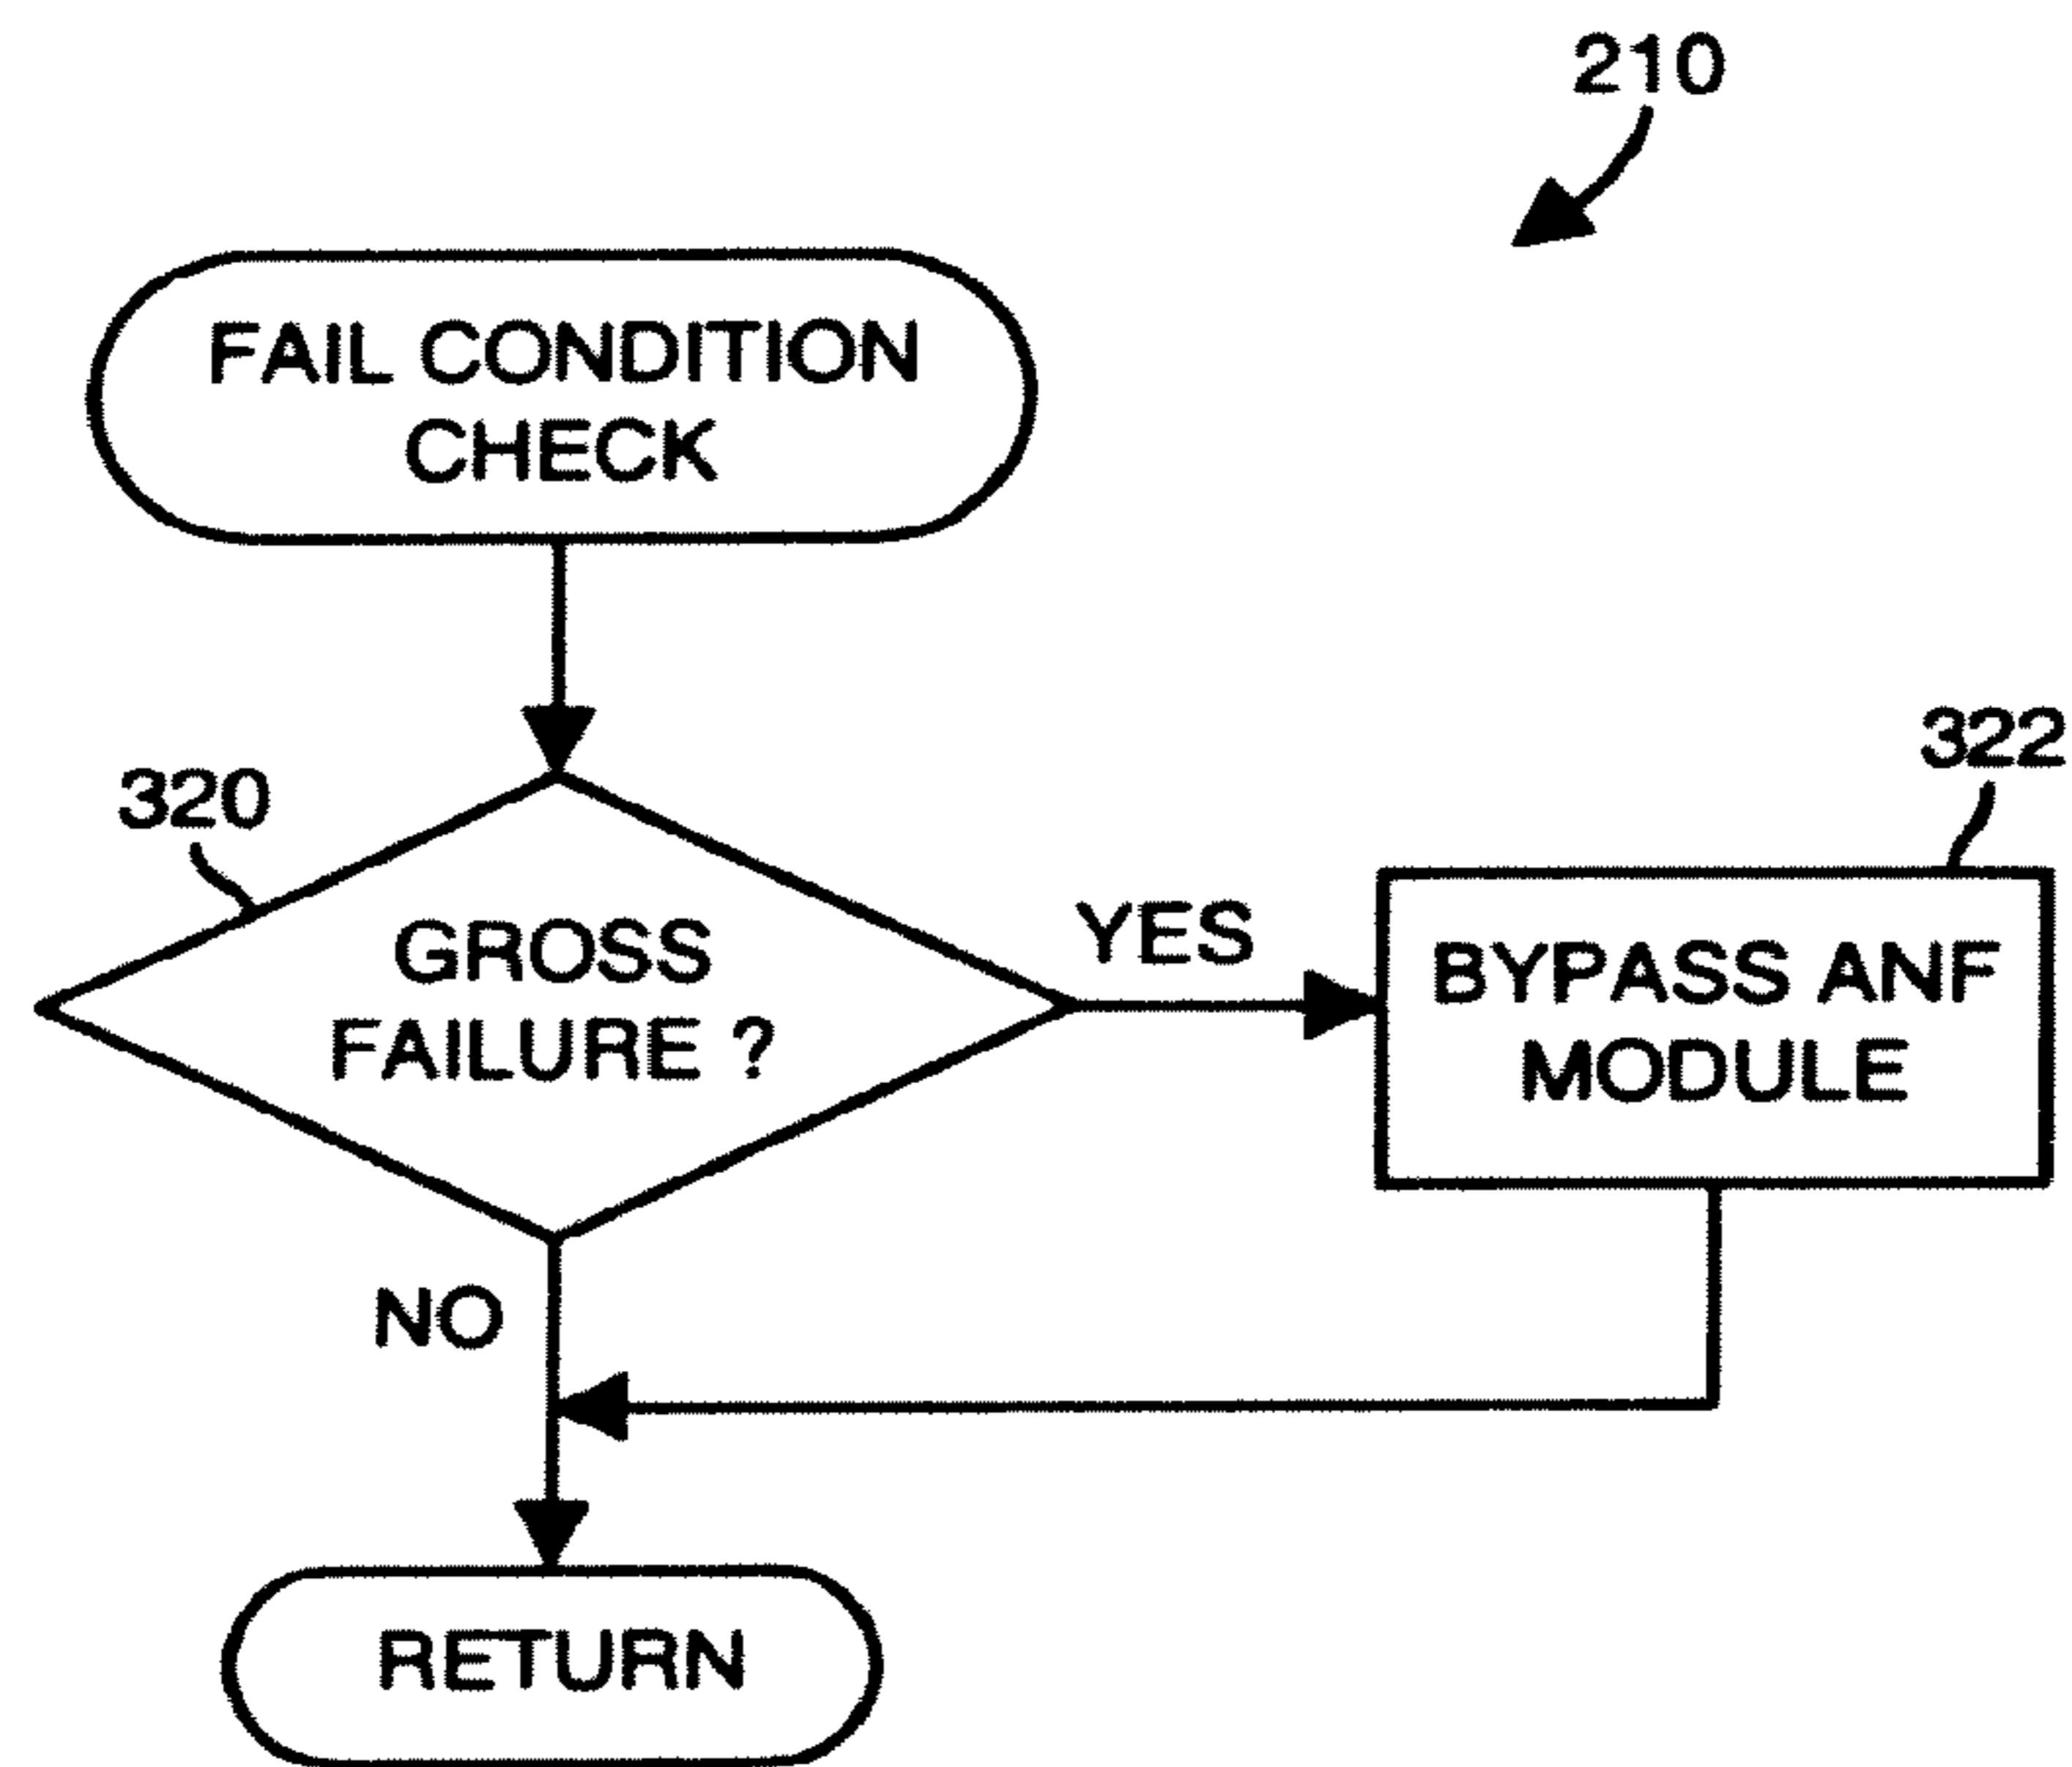 210
FAIL CONDITION
CHECK
320
322
GROSS
FAILURE ?
YES
BYPASS ANF
MODULE
NO
RETURN